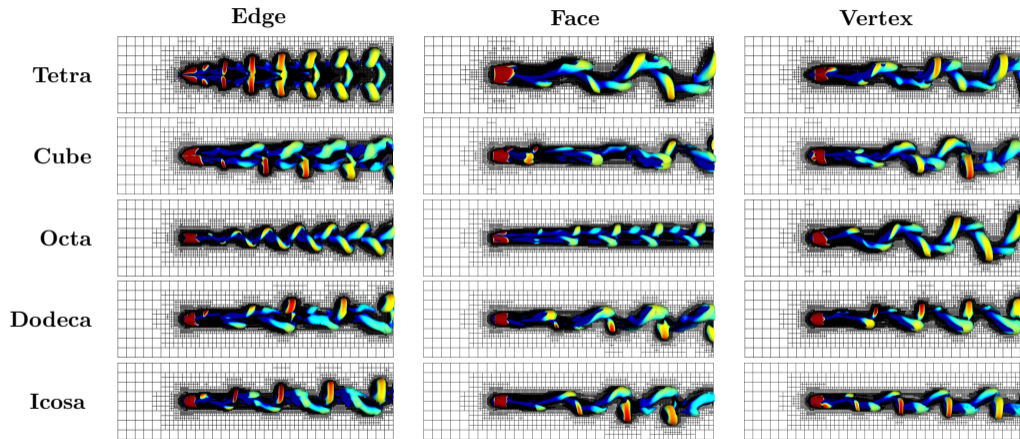 Edge Face Vertex
Tetra
Cube
Octa
Dodeca
Icosa